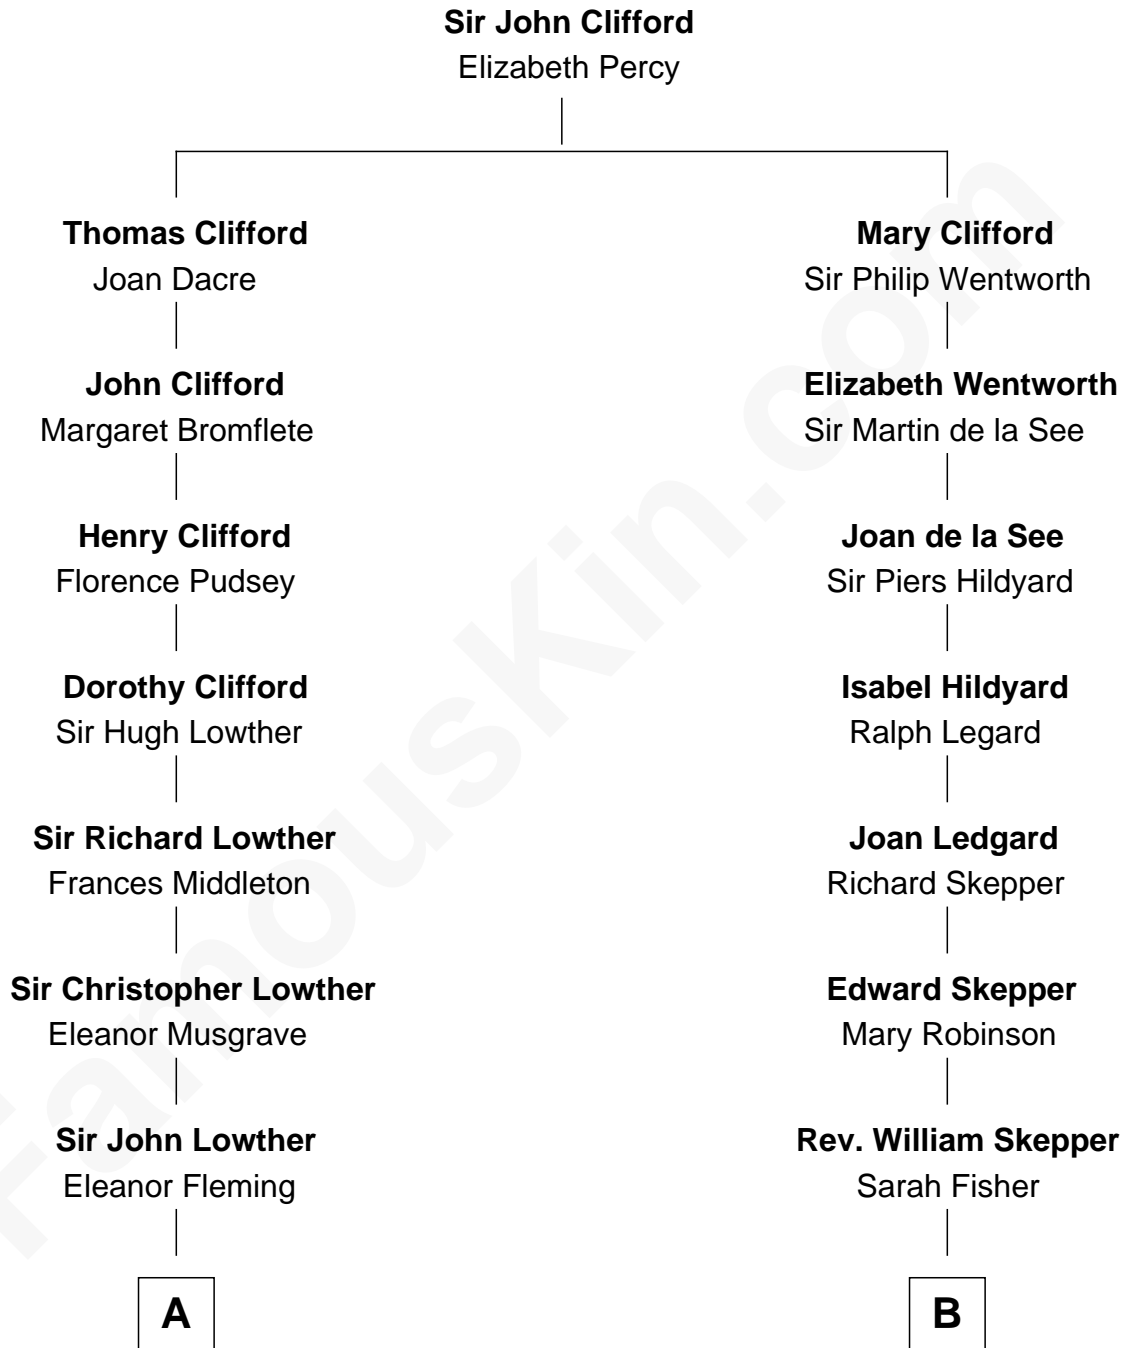 Sir John Clifford
Elizabeth Percy
Thomas Clifford
Joan Dacre
John Clifford
Margaret Bromflete
Henry Clifford
Florence Pudsey
Dorothy Clifford
Sir Hugh Lowther
Sir Richard Lowther
Frances Middleton
Sir Christopher Lowther
Eleanor Musgrave
Sir John Lowther
Eleanor Fleming
A
Mary Clifford
Sir Philip Wentworth
Elizabeth Wentworth
Sir Martin de la See
Joan de la See
Sir Piers Hildyard
Isabel Hildyard
Ralph Legard
Joan Ledgard
Richard Skepper
Edward Skepper
Mary Robinson
Rev. William Skepper
Sarah Fisher
B
FamousKin.com